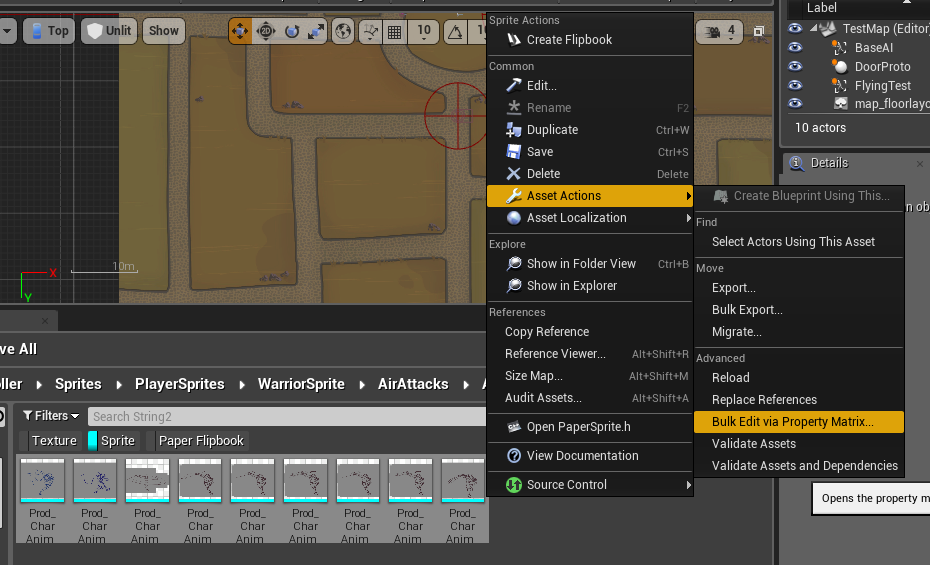 Sprite Actions
Label
Top
Unlit
Show
10
10
4
Create Flipbook
TestMap (Editor
BaseAI
DoorProto
FlyingTest
map_floorlayo
10 actors
Details
Common
Edit...
Rename F2
Duplicate Ctrl+W
Save Ctrl+S
Delete Delete
Asset Actions
Asset Localization
Create Blueprint Using This...
n ob
Find
Select Actors Using This Asset
Move
Export...
Bulk Export...
Migrate...
Advanced
Reload
Replace References
Bulk Edit via Property Matrix...
Validate Assets
Validate Assets and Dependencies
Opens the property m
Explore
Show in Folder View Ctrl+B
Show in Explorer
References
Copy Reference
Reference Viewer... Alt+Shift+R
Size Map... Alt+Shift+M
Audit Assets... Alt+Shift+A
Open PaperSprite.h
View Documentation
Source Control
10m
X
Y
ve All
ller Sprites PlayerSprites WarriorSprite AirAttacks
Filters
Search String2
Texture
Sprite
Paper Flipbook
Prod_ Prod_ Prod_ Prod_ Prod_ Prod_ Prod_ Prod_ Prod_
Char Char Char Char Char Char Char Char Char
Anim Anim Anim Anim Anim Anim Anim Anim Anim